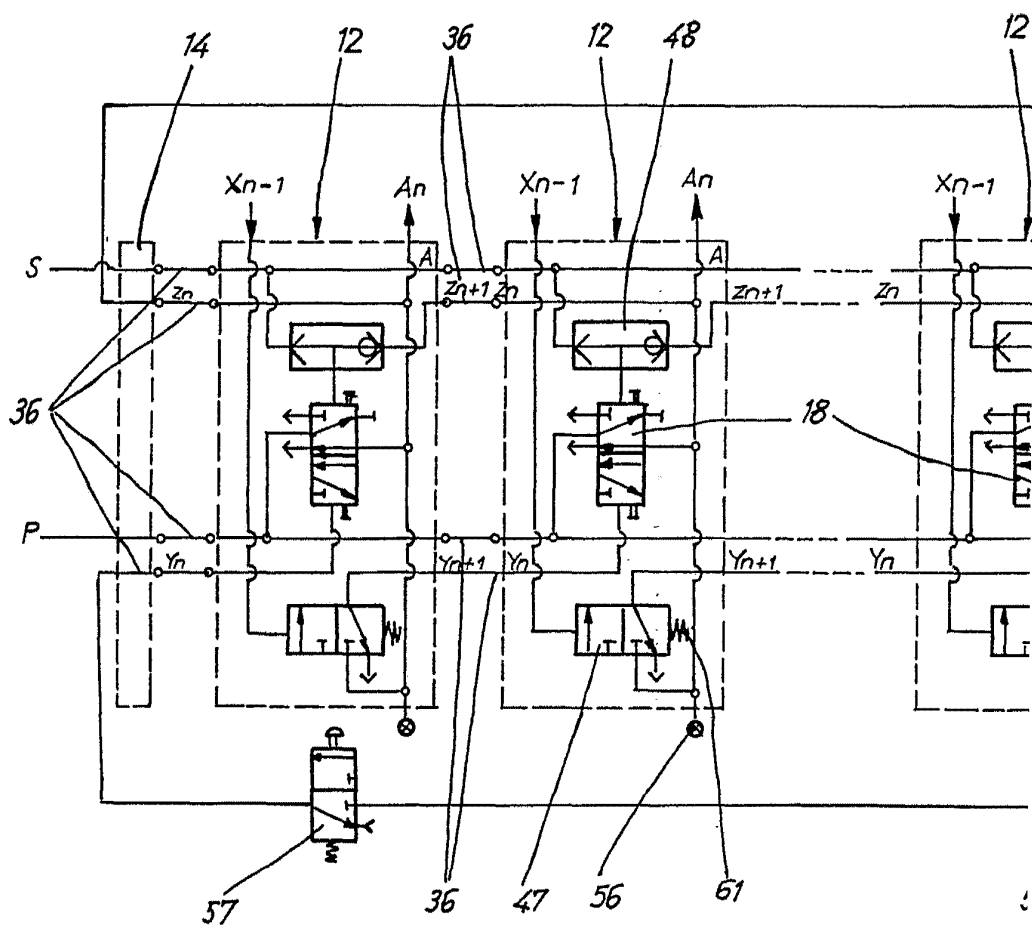 14 12 36 12 48 12
Xn-1 An Xn-1 An Xn-1
S A A
Zn Zn+1 Zn Zn+1 Zn
36 18
P
Yn Yn+1 Yn Yn+1 Yn
57 36 47 56 61